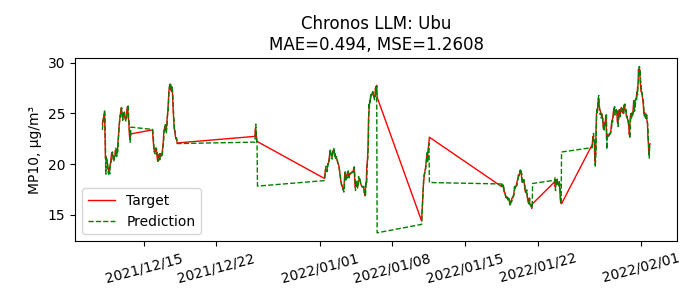 Chronos LLM: Ubu
MAE=0.494, MSE=1.2608
MP10, µg/m³
30
25
20
15
Target
Prediction
2021/12/15
2021/12/22
2022/01/01
2022/01/08
2022/01/15
2022/01/22
2022/02/01